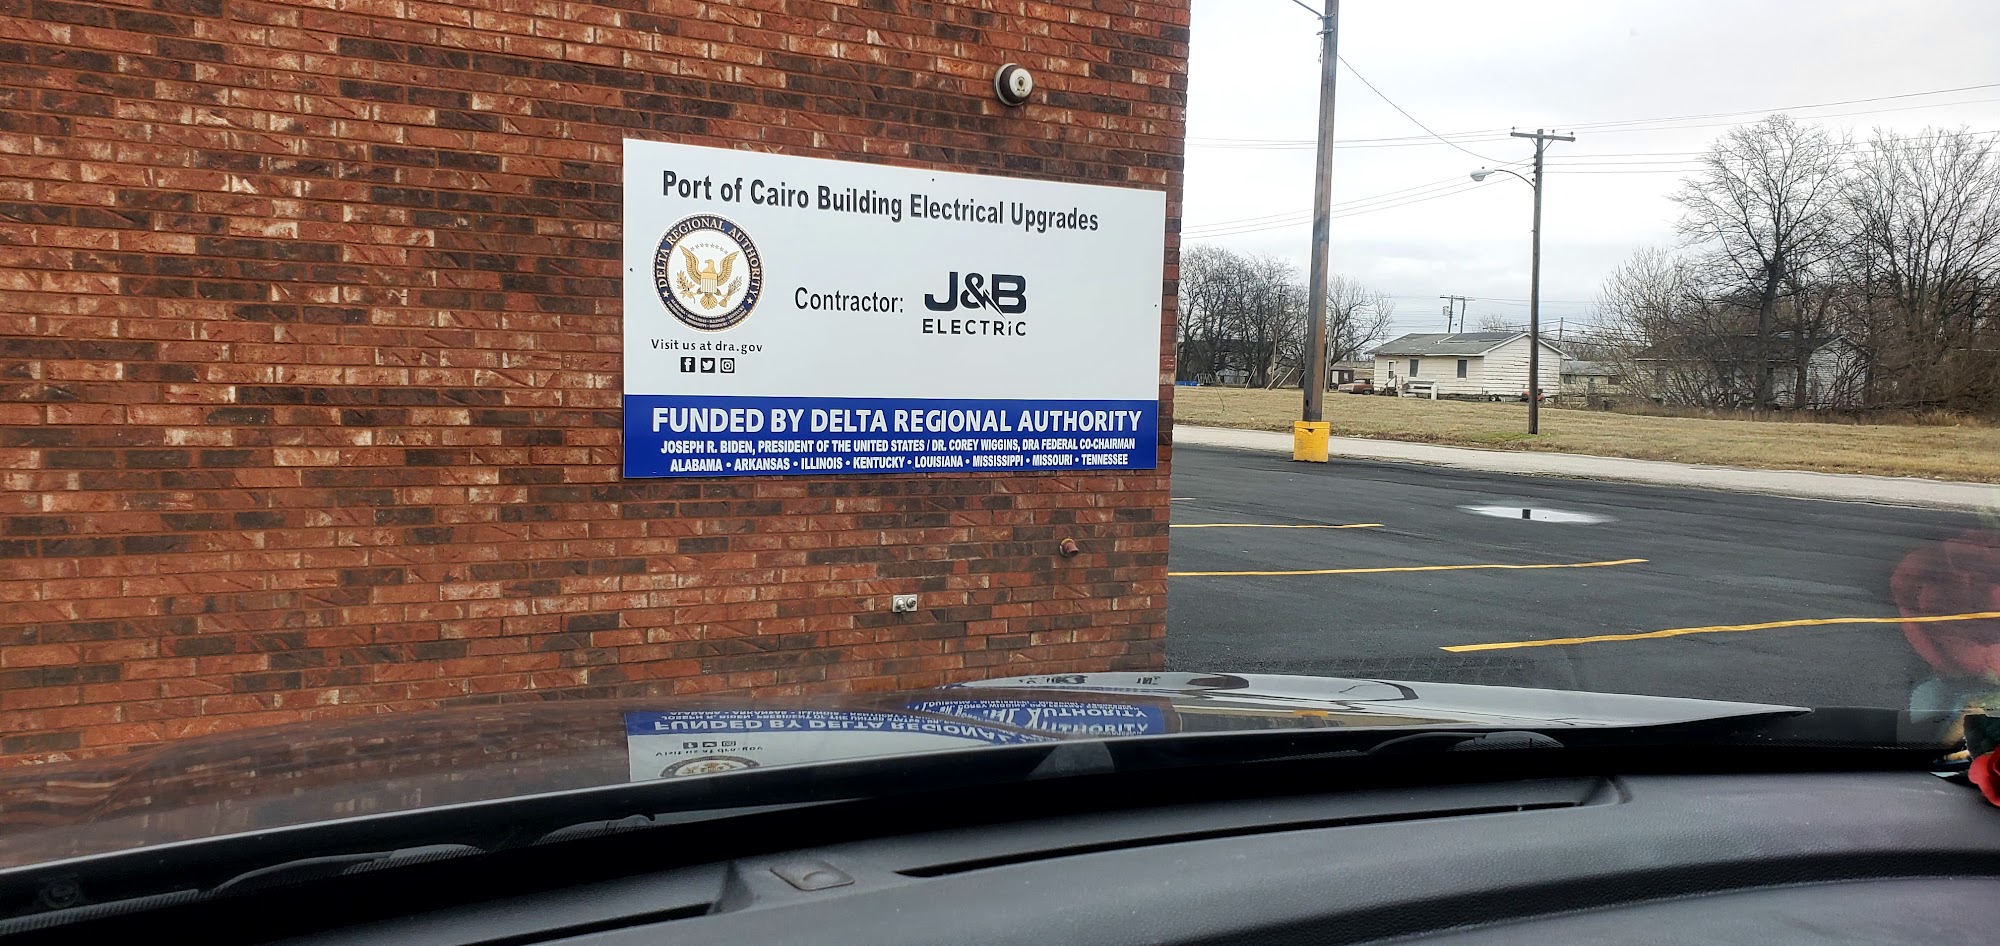 Port of Cairo Building Electrical Upgrades
DELTA REGIONAL AUTHORITY
Contractor:
J&B
ELECTRiC
Visit us at dra.gov
FUNDED BY DELTA REGIONAL AUTHORITY
JOSEPH R. BIDEN, PRESIDENT OF THE UNITED STATES / DR. COREY WIGGINS, DRA FEDERAL CO-CHAIRMAN
ALABAMA • ARKANSAS • ILLINOIS • KENTUCKY • LOUISIANA • MISSISSIPPI • MISSOURI • TENNESSEE